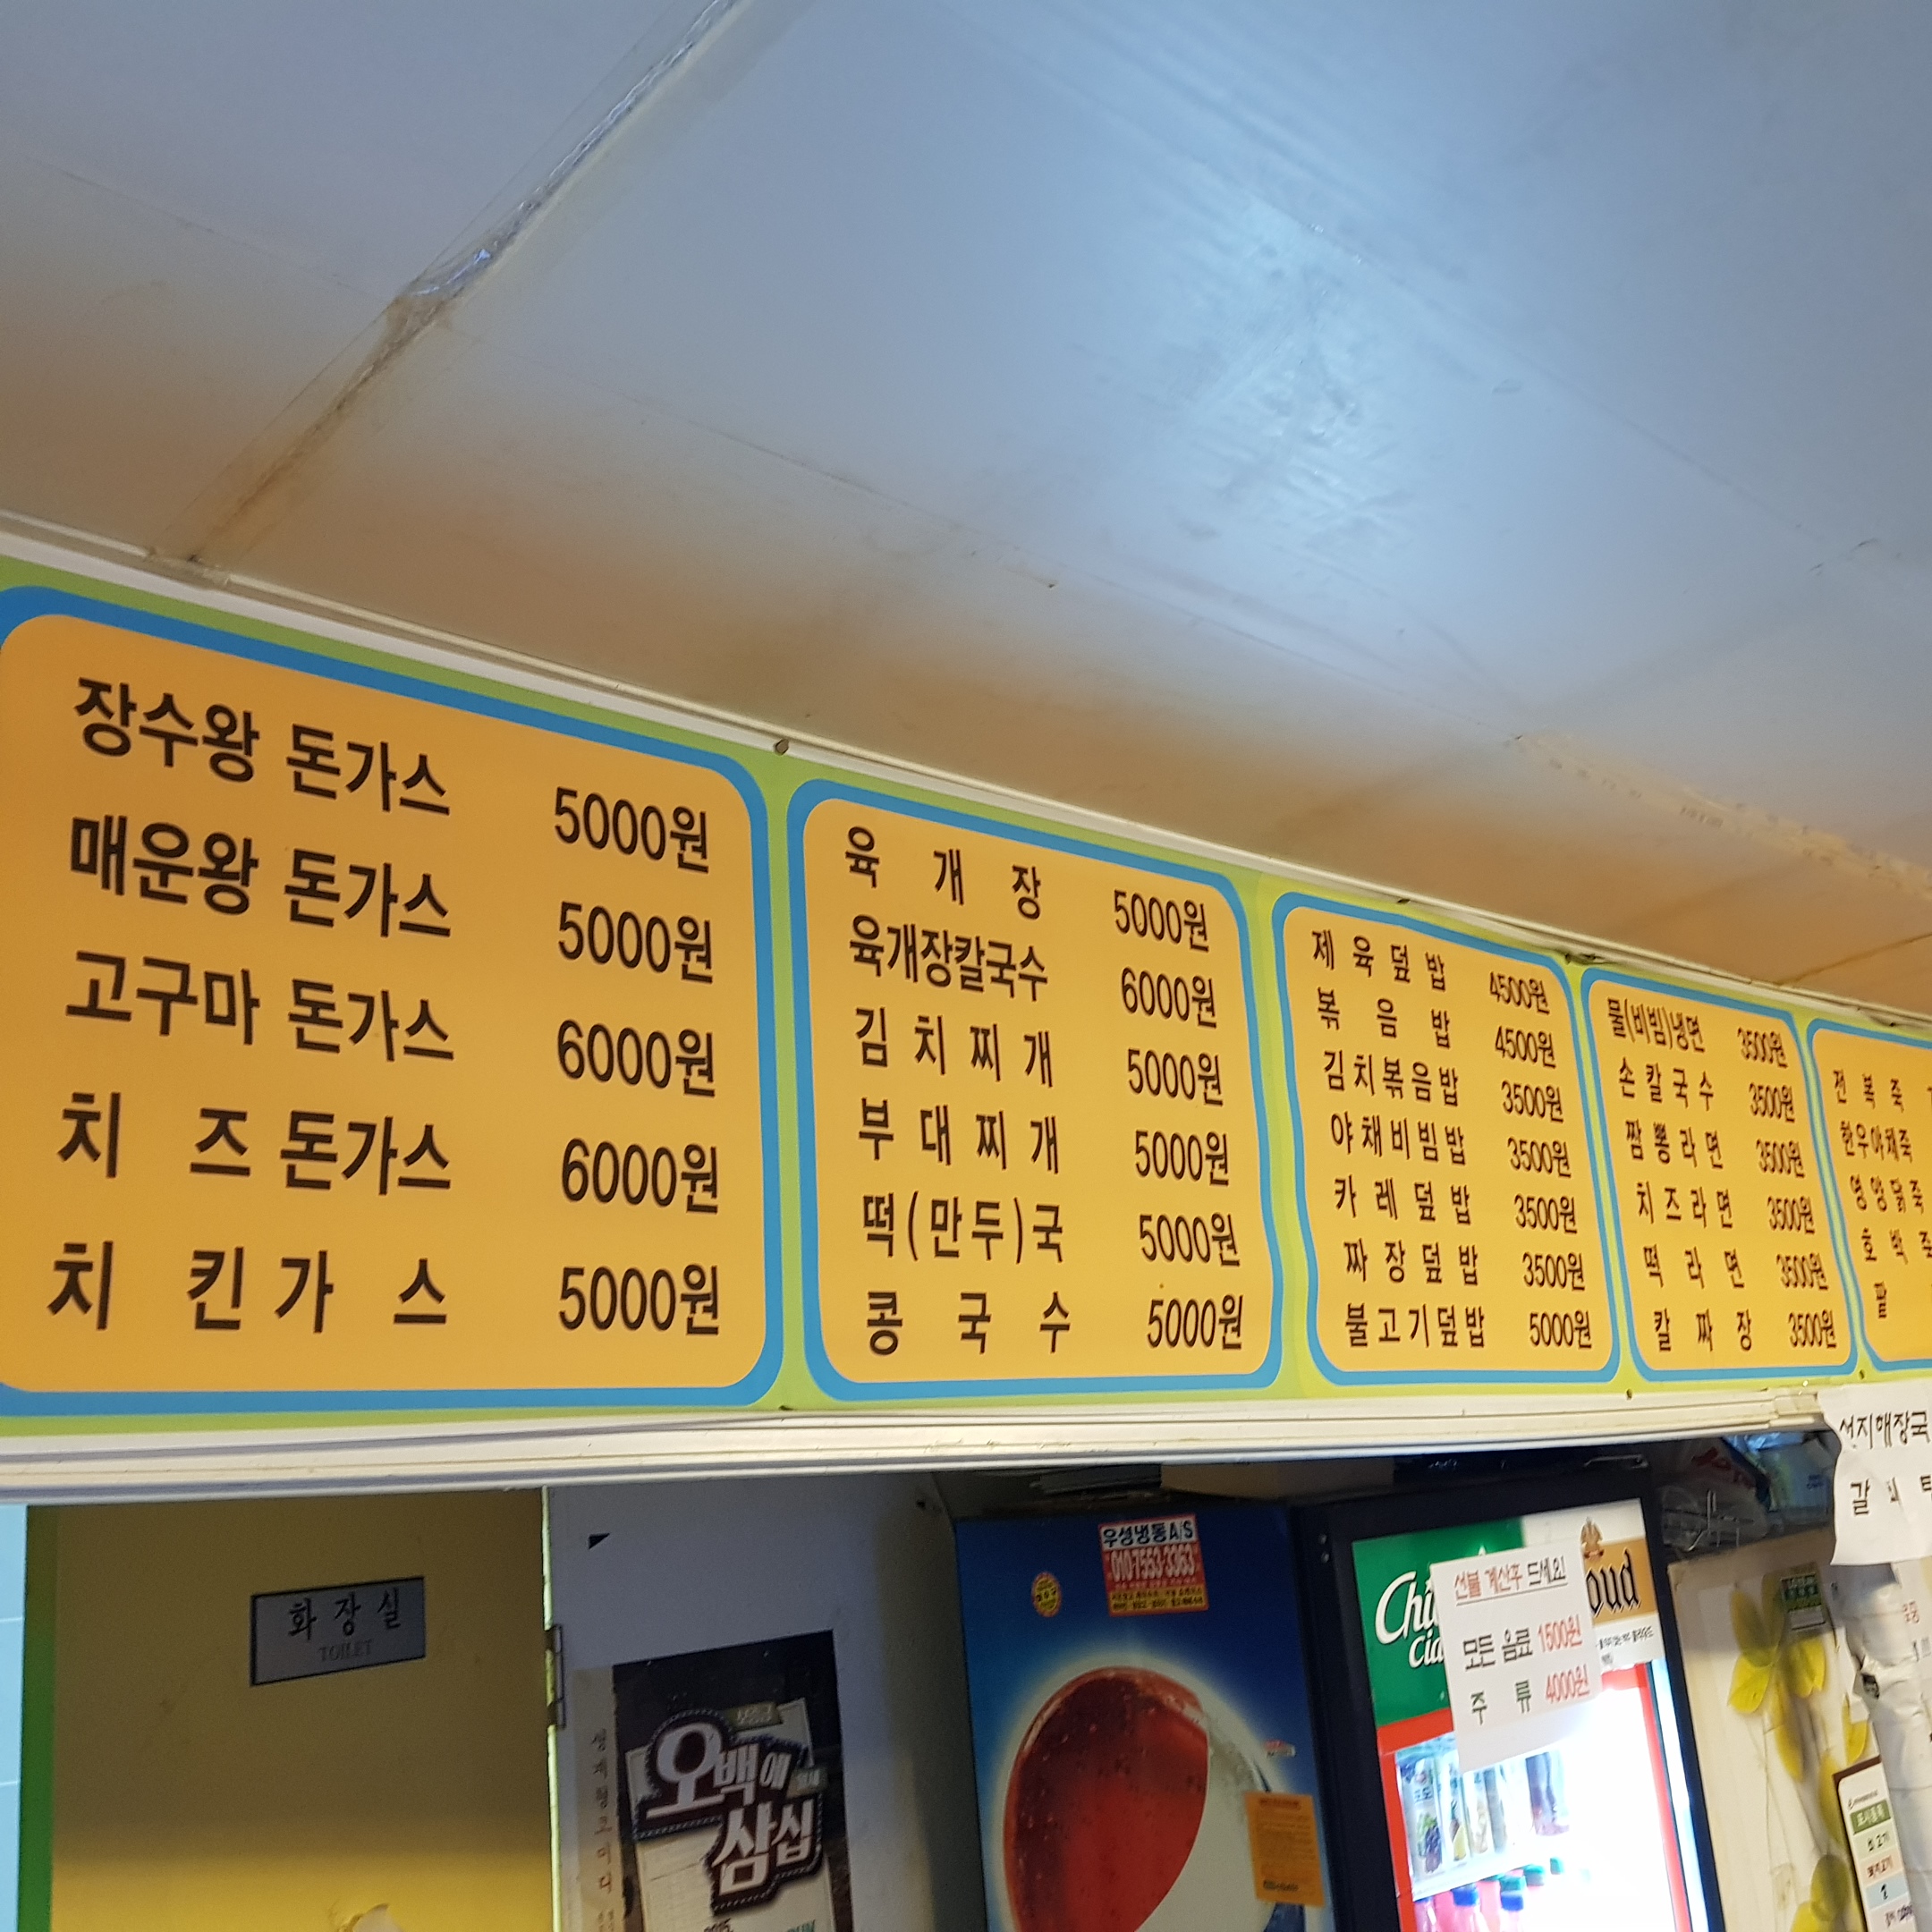 장수왕 돈가스 5000원
매운왕 돈가스 5000원
고구마 돈가스 6000원
치 즈 돈가스 6000원
치 킨 가 스 5000원
육 개 장 5000원
육개장칼국수 6000원
김 치 찌 개 5000원
부 대 찌 개 5000원
떡(만두)국 5000원
콩 국 수 5000원
제 육 덮 밥 4500원
볶 음 밥 4500원
김치볶음밥 3500원
야채비빔밥 3500원
카 레 덮 밥 3500원
짜 장 덮 밥 3500원
불고기덮밥 5000원
물(비빔)냉면 3500원
손 칼 국 수 3500원
짬 뽕 라 면 3500원
치 즈 라 면 3500원
떡 라 면 3500원
칼 짜 장 3500원
전 복 죽
한우야채죽
영 양 닭 죽
호 박 죽
팥
선지해장국
갈
화 장 실
TOILET
오백에
삼십
우성냉동A/S
010-7553-3363
선불 계산후 드세요!
모든 음료 1500원
주 류 4000원